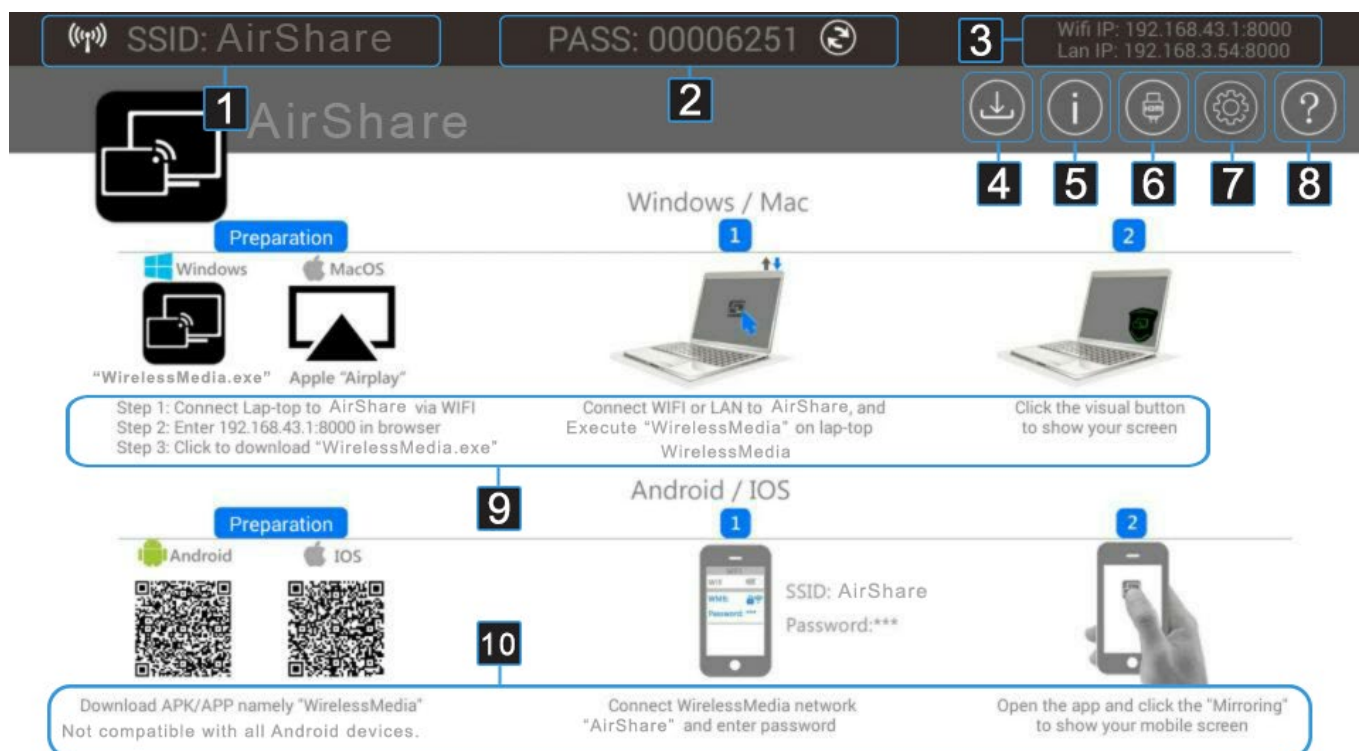 SSID: AirShare
PASS: 00006251
3
Wifi IP: 192.168.43.1:8000
Lan IP: 192.168.3.54:8000
1
2
AirShare
i
HDMI
?
4
5
6
7
8
Windows / Mac
Preparation
1
2
Windows
MacOS
"WirelessMedia.exe"
Apple "Airplay"
Step 1: Connect Lap-top to AirShare via WIFI
Step 2: Enter 192.168.43.1:8000 in browser
Step 3: Click to download "WirelessMedia.exe"
Connect WIFI or LAN to AirShare, and
Execute "WirelessMedia" on lap-top
WirelessMedia
Click the visual button
to show your screen
9
Android / IOS
Preparation
1
2
Android
IOS
WIFI
Wifi
Password: ***
SSID: AirShare
Password:***
10
Download APK/APP namely "WirelessMedia"
Not compatible with all Android devices.
Connect WirelessMedia network
"AirShare" and enter password
Open the app and click the "Mirroring"
to show your mobile screen